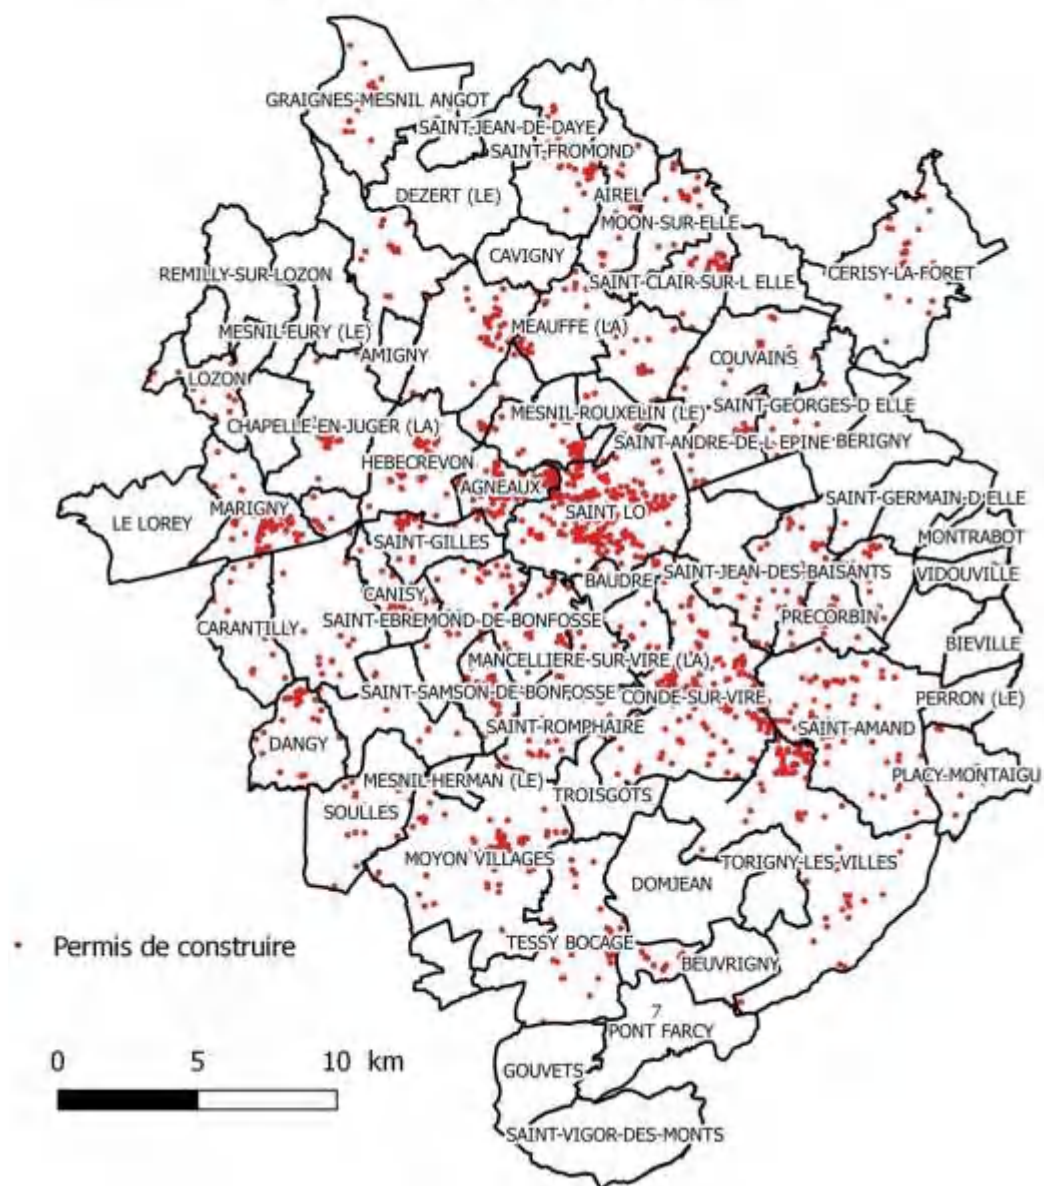 GRAIGNES-MESNIL ANGOT
SAINT-JEAN-DE-DAYE
SAINT-FROMOND
DEZERT (LE)
AIREL
MOON-SUR-ELLE
CAVIGNY
REMILLY-SUR-LOZON
SAINT-CLAIR-SUR-L ELLE
CERISY-LA-FORET
MESNIL-EURY (LE)
MEAUFFE (LA)
AMIGNY
COUVAINS
LOZON
CHAPELLE-EN-JUGER (LA)
MESNIL-ROUXELIN (LE)
SAINT-GEORGES-D ELLE
SAINT-ANDRE-DE-L EPINE
BERIGNY
HEBECREVON
AGNEAUX
SAINT LO
MARIGNY
LE LOREY
SAINT-GERMAIN-D ELLE
MONTRABOT
SAINT-GILLES
BAUDRE
SAINT-JEAN-DES-BAISANTS
VIDOUVILLE
CANISY
CARANTILLY
SAINT-EBREMOND-DE-BONFOSSE
PRECORBIN
BIEVILLE
MANCELLIERE-SUR-VIRE (LA)
SAINT-SAMSON-DE-BONFOSSE
CONDE-SUR-VIRE
PERRON (LE)
SAINT-ROMPHAIRE
SAINT-AMAND
DANGY
MESNIL-HERMAN (LE)
PLACY-MONTAIGU
TROISGOTS
SOULLES
MOYON VILLAGES
TORIGNY-LES-VILLES
DOMJEAN
Permis de construire
TESSY BOCAGE
BEUVRIGNY
7
PONT FARCY
0 5 10 km
GOUVETS
SAINT-VIGOR-DES-MONTS